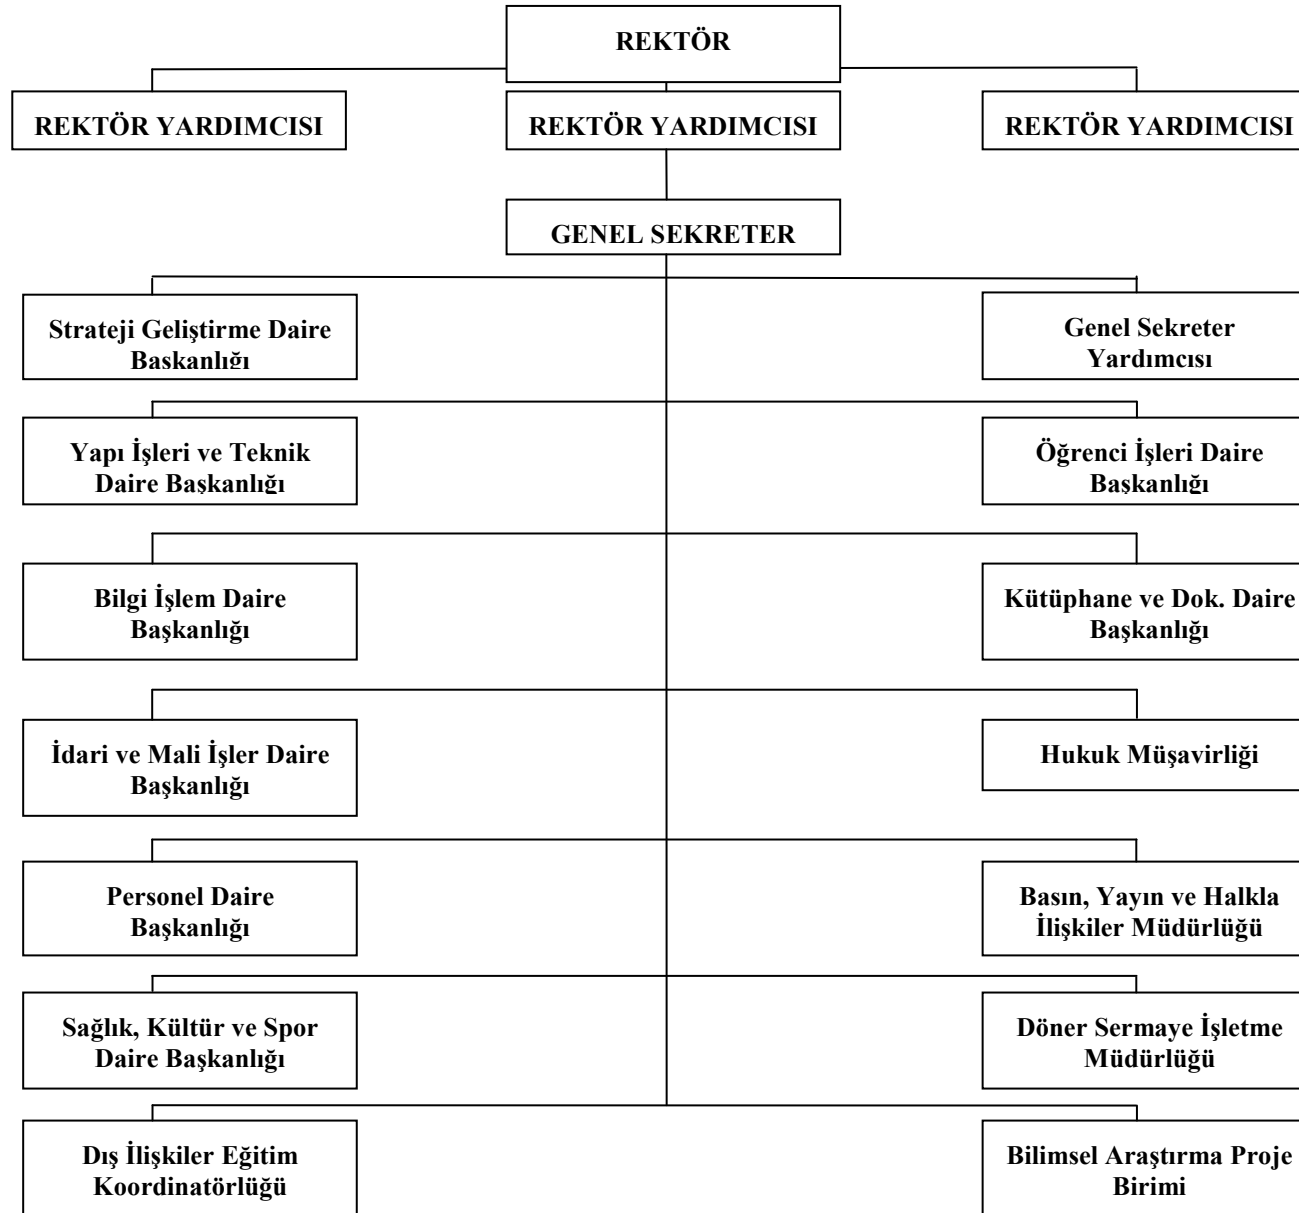 REKTÖR
REKTÖR YARDIMCISI
REKTÖR YARDIMCISI
REKTÖR YARDIMCISI
GENEL SEKRETER
Strateji Geliştirme Daire
Başkanlığı
Genel Sekreter
Yardımcısı
Yapı İşleri ve Teknik
Daire Başkanlığı
Öğrenci İşleri Daire
Başkanlığı
Bilgi İşlem Daire
Başkanlığı
Kütüphane ve Dok. Daire
Başkanlığı
İdari ve Mali İşler Daire
Başkanlığı
Hukuk Müşavirliği
Personel Daire
Başkanlığı
Basın, Yayın ve Halkla
İlişkiler Müdürlüğü
Sağlık, Kültür ve Spor
Daire Başkanlığı
Döner Sermaye İşletme
Müdürlüğü
Dış İlişkiler Eğitim
Koordinatörlüğü
Bilimsel Araştırma Proje
Birimi